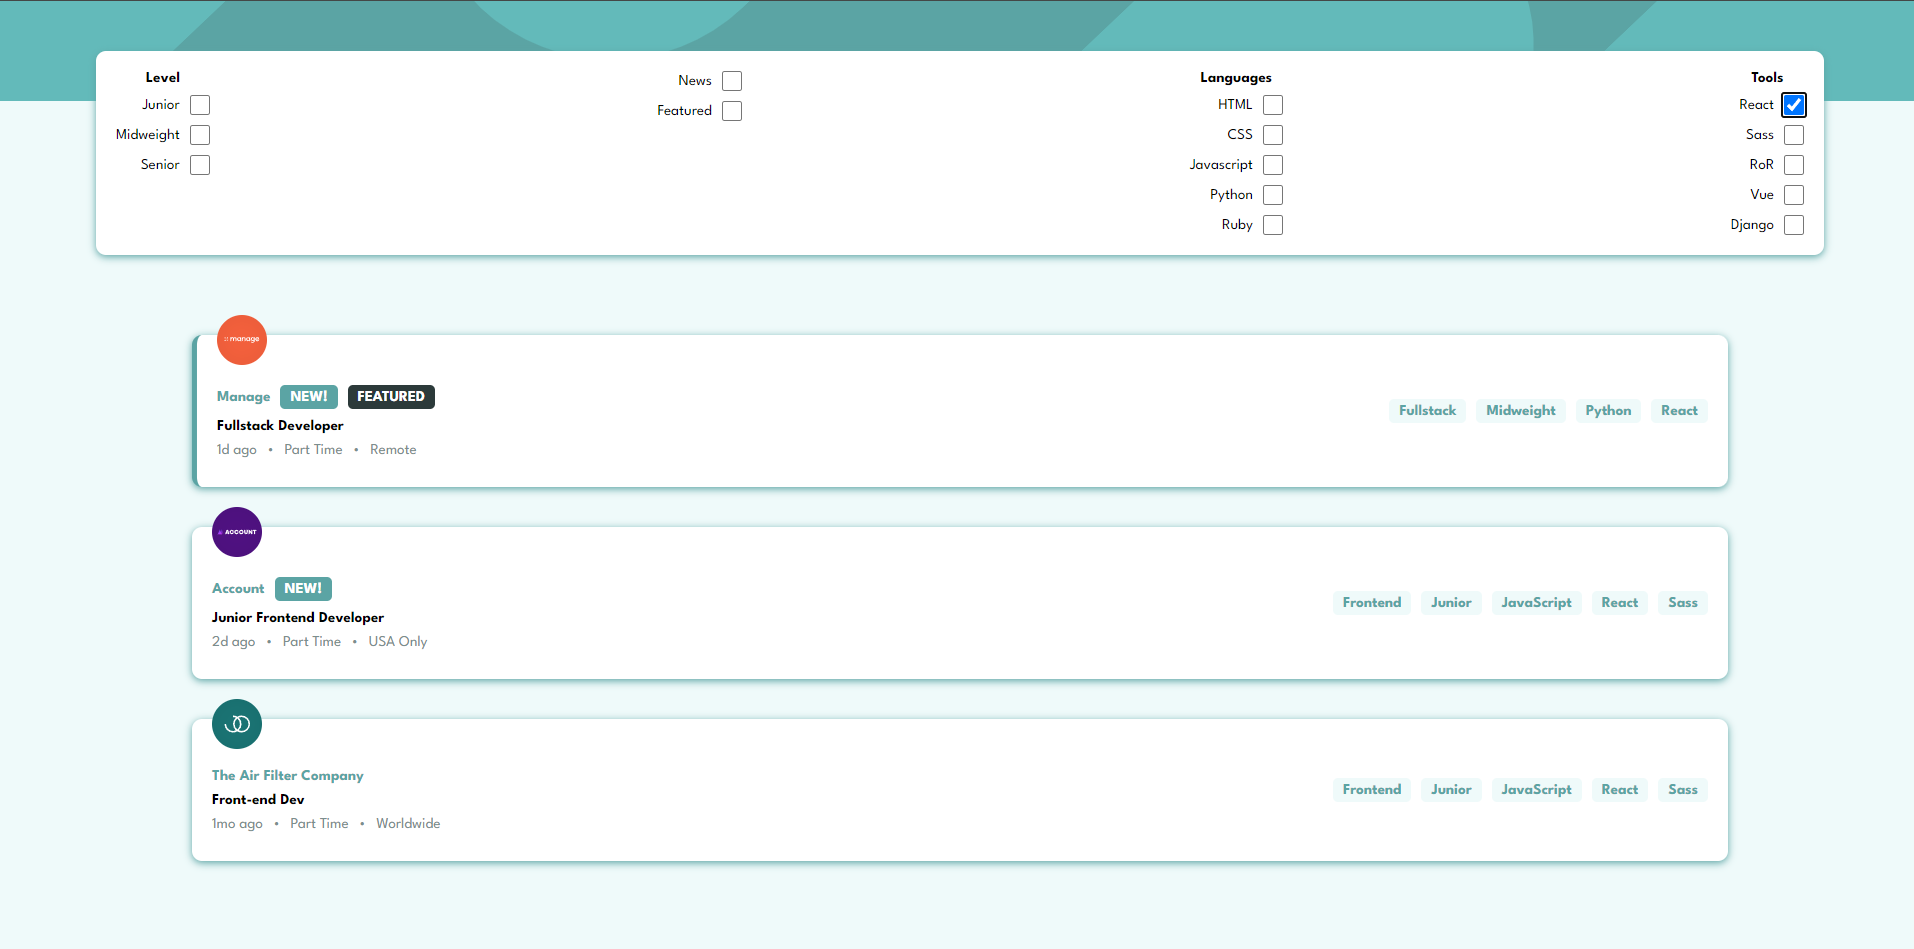 Level
Junior
Midweight
Senior
News
Featured
Languages
HTML
CSS
Javascript
Python
Ruby
Tools
React
Sass
RoR
Vue
Django
manage
Manage NEW! FEATURED
Fullstack Developer
1d ago • Part Time • Remote
Fullstack Midweight Python React
ACCOUNT
Account NEW!
Junior Frontend Developer
2d ago • Part Time • USA Only
Frontend Junior JavaScript React Sass
The Air Filter Company
Front-end Dev
1mo ago • Part Time • Worldwide
Frontend Junior JavaScript React Sass